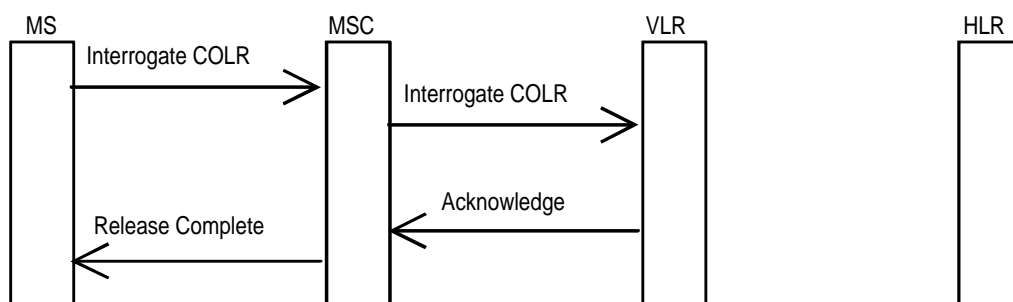 MS
MSC
VLR
HLR
Interrogate COLR
Interrogate COLR
Acknowledge
Release Complete